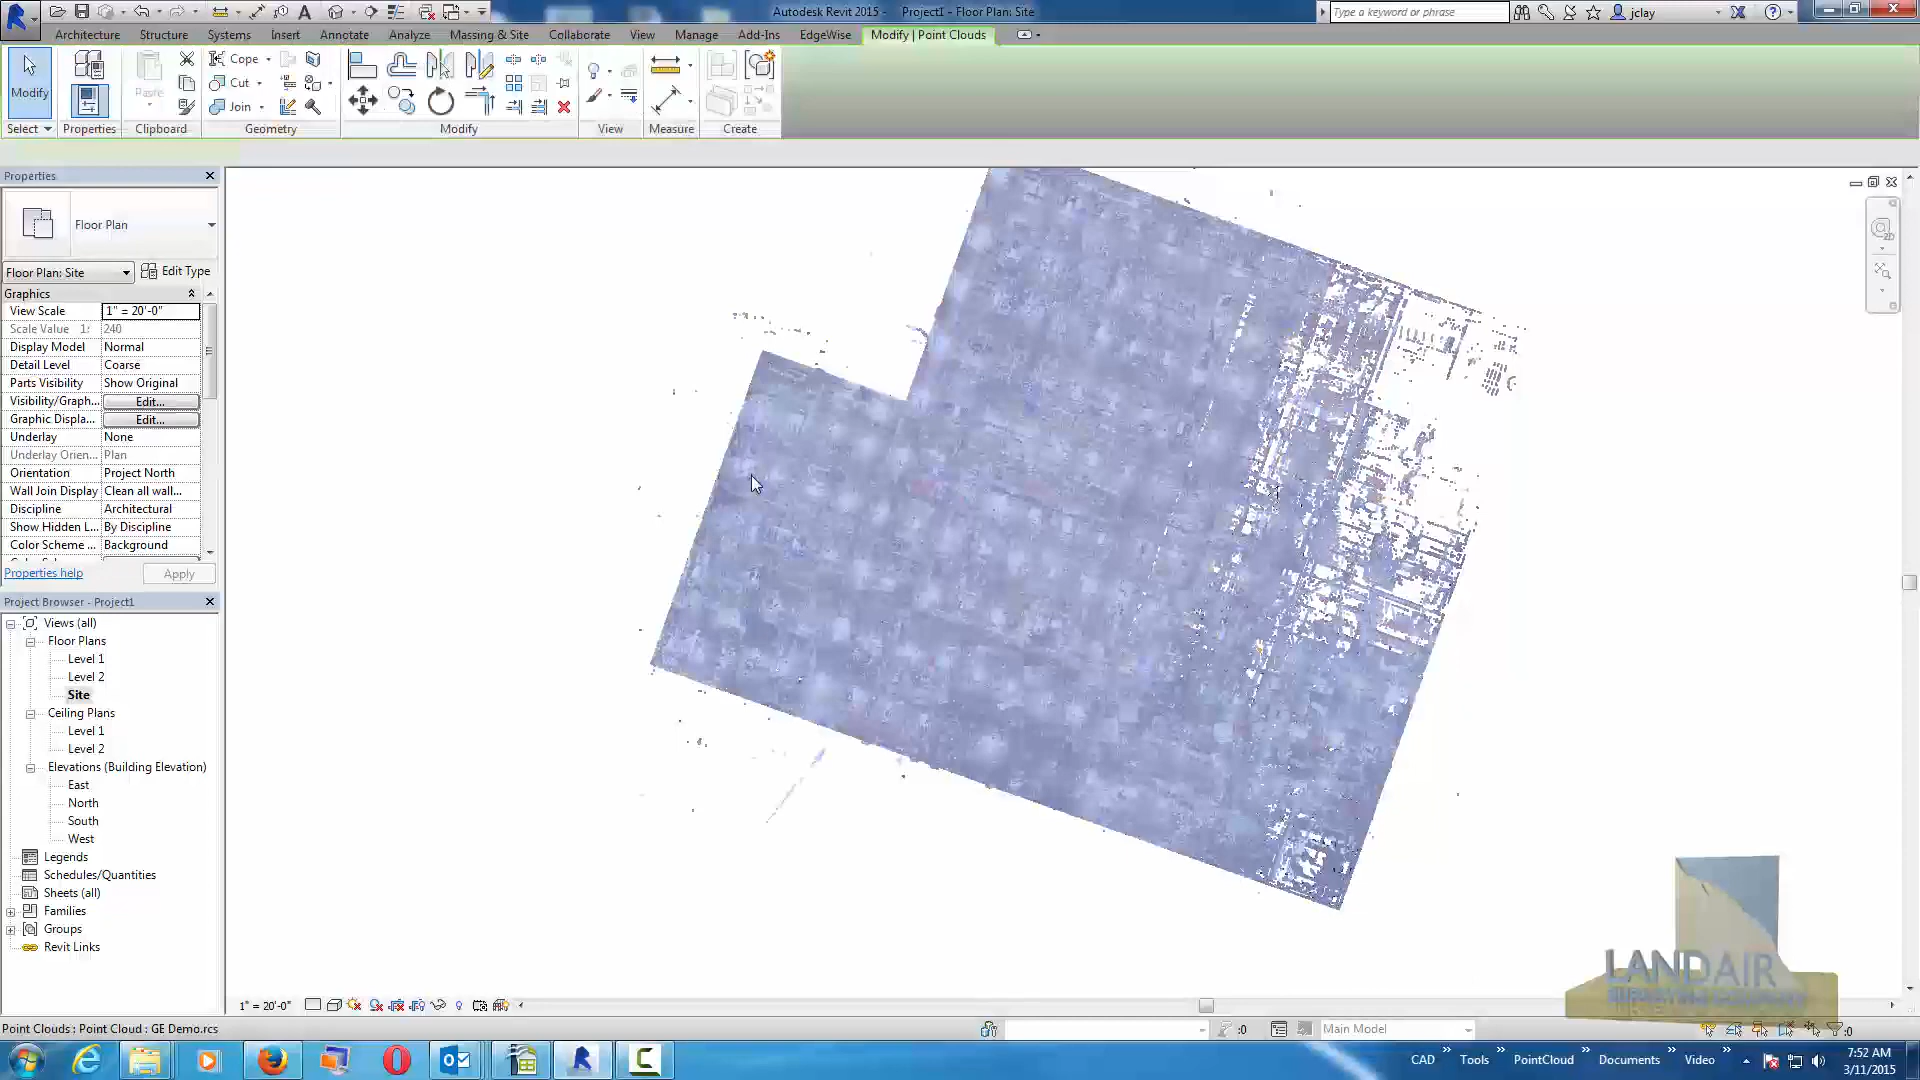 Autodesk Revit 2015 - Project1 - Floor Plan: Site
Type a keyword or phrase
jclay
Architecture Structure Systems Insert Annotate Analyze Massing & Site Collaborate View Manage Add-Ins EdgeWise Modify | Point Clouds
Modify
Paste
Cope
Cut
Join
Select Properties Clipboard Geometry Modify View Measure Create
Properties
Floor Plan
Floor Plan: Site Edit Type
Graphics
View Scale 1" = 20'-0"
Scale Value 1: 240
Display Model Normal
Detail Level Coarse
Parts Visibility Show Original
Visibility/Graph... Edit...
Graphic Displa... Edit...
Underlay None
Underlay Orien... Plan
Orientation Project North
Wall Join Display Clean all wall...
Discipline Architectural
Show Hidden L... By Discipline
Color Scheme ... Background
Properties help Apply
Project Browser - Project1
Views (all)
Floor Plans
Level 1
Level 2
Site
Ceiling Plans
Level 1
Level 2
Elevations (Building Elevation)
East
North
South
West
Legends
Schedules/Quantities
Sheets (all)
Families
Groups
Revit Links
LANDAIR
1" = 20'-0"
Point Clouds : Point Cloud : GE Demo.rcs
:0 Main Model :0
CAD Tools PointCloud Documents Video
7:52 AM
3/11/2015